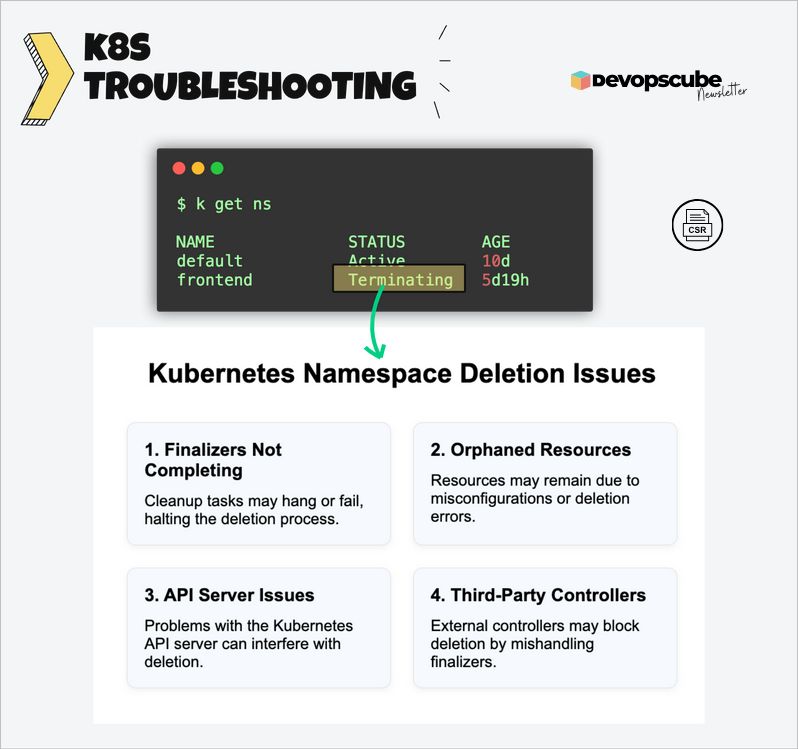 K8S
TROUBLESHOOTING
DEVOPSCUBE
Newsletter
$ k get ns
NAME STATUS AGE
default Active 10d
frontend Terminating 5d19h
CSR
Kubernetes Namespace Deletion Issues
1. Finalizers Not
Completing
Cleanup tasks may hang or fail,
halting the deletion process.
2. Orphaned Resources
Resources may remain due to
misconfigurations or deletion
errors.
3. API Server Issues
Problems with the Kubernetes
API server can interfere with
deletion.
4. Third-Party Controllers
External controllers may block
deletion by mishandling
finalizers.